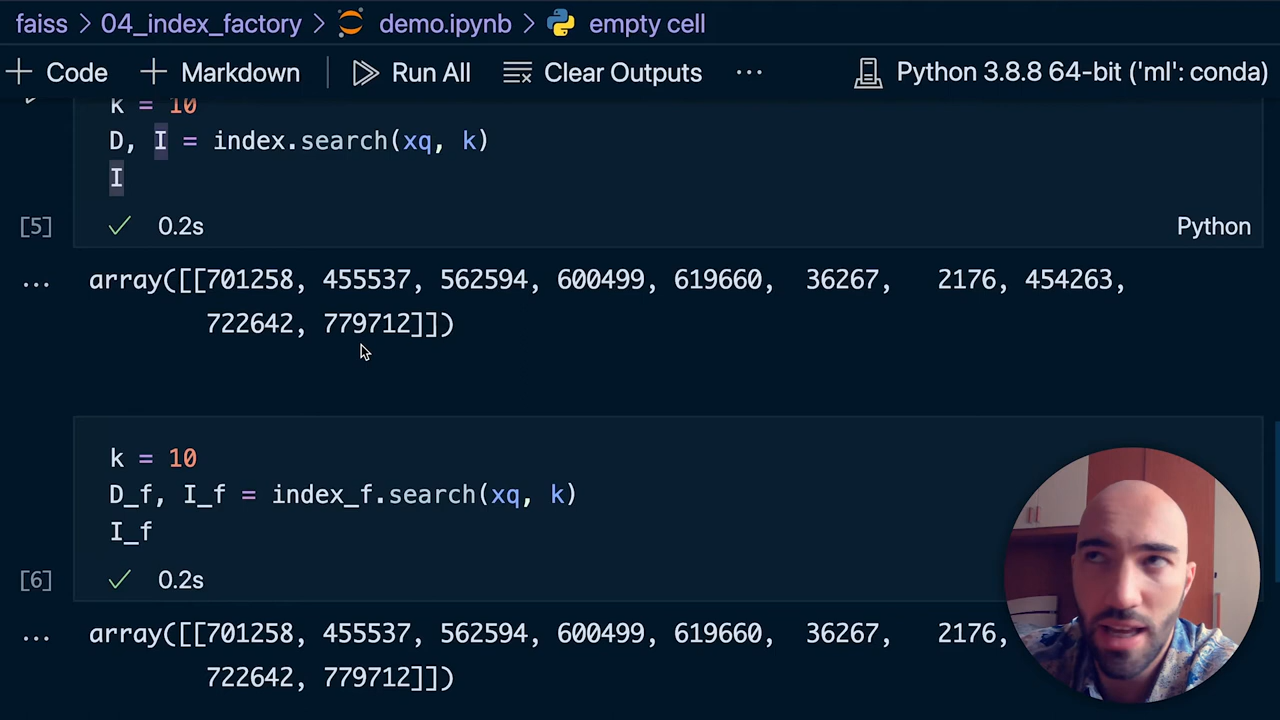 faiss > 04_index_factory > demo.ipynb > empty cell
+ Code + Markdown Run All Clear Outputs ... Python 3.8.8 64-bit ('ml': conda)
k = 10
D, I = index.search(xq, k)
I
[5] ✓ 0.2s Python
... array([[701258, 455537, 562594, 600499, 619660, 36267, 2176, 454263,
722642, 779712]])
k = 10
D_f, I_f = index_f.search(xq, k)
I_f
[6] ✓ 0.2s
... array([[701258, 455537, 562594, 600499, 619660, 36267, 2176,
722642, 779712]])